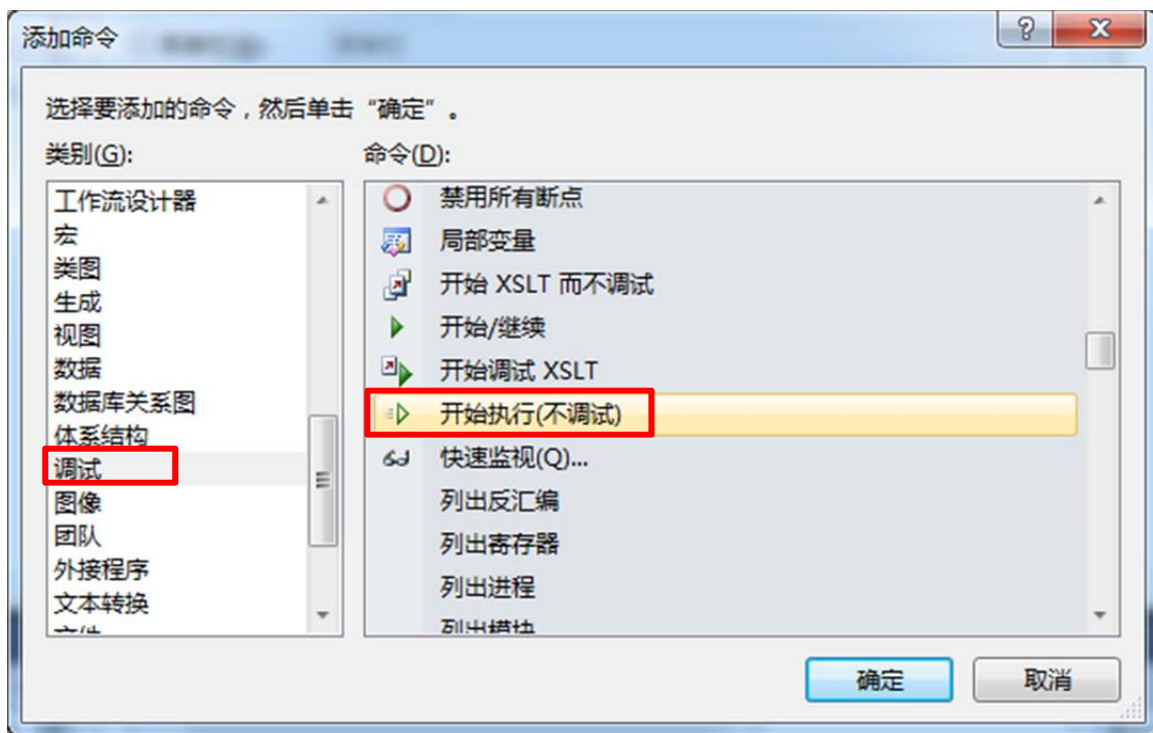 添加命令
选择要添加的命令，然后单击“确定”。
类别(G):
命令(D):
工作流设计器
宏
类图
生成
视图
数据
数据库关系图
体系结构
调试
图像
团队
外接程序
文本转换
文件
禁用所有断点
局部变量
开始 XSLT 而不调试
开始/继续
开始调试 XSLT
开始执行(不调试)
快速监视(Q)...
列出反汇编
列出寄存器
列出进程
列出模块
确定
取消